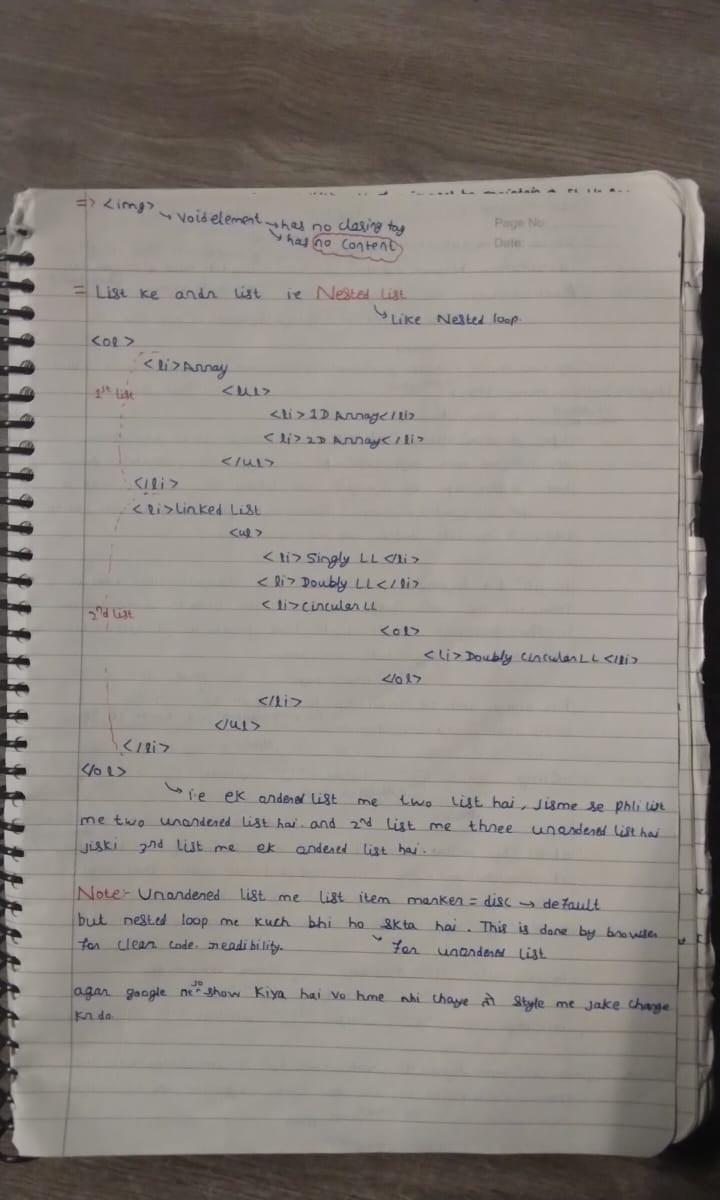 => <img>
↳ Void element → has no closing tag
↳ has no content
Page No.
Date:
= List ke andr list ie Nested list
↳ Like Nested loop.
<ol>
<li>Array
1st list
<ul>
<li>1D Array</li>
<li>2D Array</li>
</ul>
</li>
<li>Linked List
<ul>
<li>Singly LL</li>
<li>Doubly LL</li>
<li>circular LL
2nd list
<ol>
<li>Doubly circular LL</li>
</ol>
</li>
</ul>
</li>
</ol>
↳ i.e ek ordered list me two list hai, Jisme se phli list
me two unordered list hai. and 2nd list me three unordered list hai
jiski 3rd list me ek ordered list hai.
Note:- Unordered list me list item marker = disc → default
but nested loop me kuch bhi ho skta hai. This is done by browser
for clean code. readibility. ↳ for unordered list
agar google ne jo show kiya hai vo hme nhi chaye style me jake change
kr do.